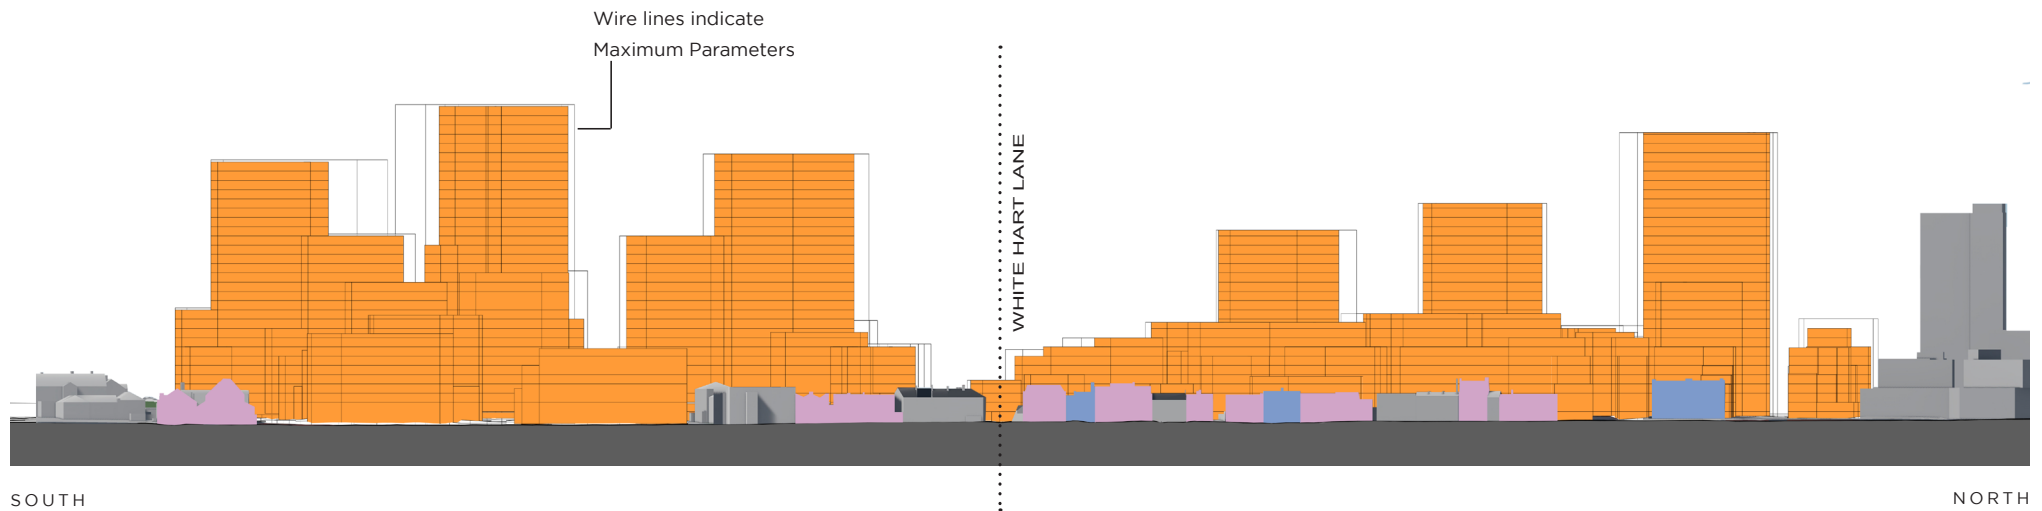 Wire lines indicate
Maximum Parameters
WHITE HART LANE
SOUTH
NORTH